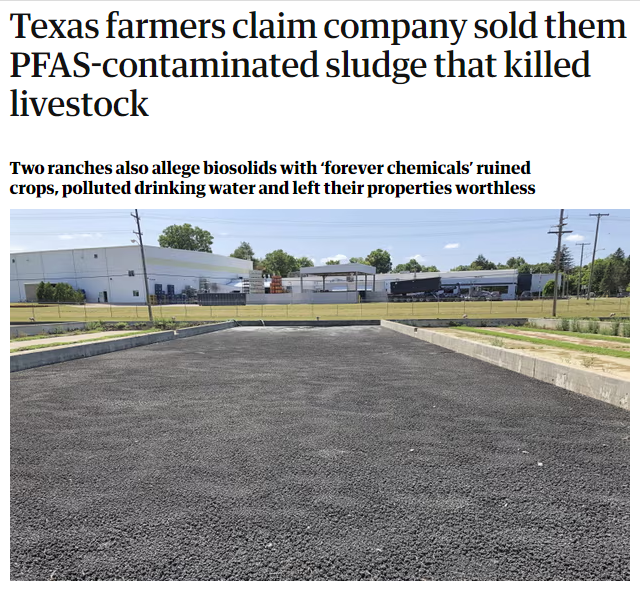 Texas farmers claim company sold them
PFAS-contaminated sludge that killed
livestock
Two ranches also allege biosolids with ‘forever chemicals’ ruined
crops, polluted drinking water and left their properties worthless